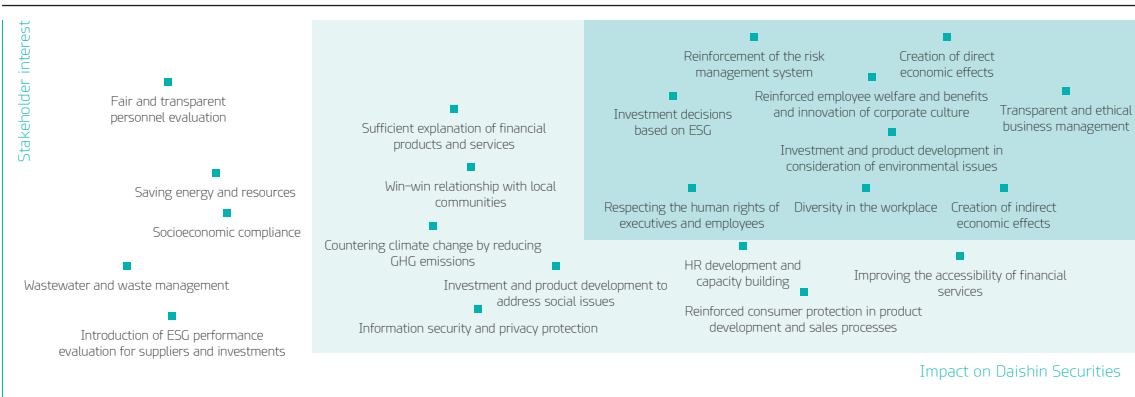 Stakeholder interest
Fair and transparent
personnel evaluation
Saving energy and resources
Socioeconomic compliance
Wastewater and waste management
Introduction of ESG performance
evaluation for suppliers and investments
Sufficient explanation of financial
products and services
Win-win relationship with local
communities
Countering climate change by reducing
GHG emissions
Investment and product development to
address social issues
Information security and privacy protection
Reinforcement of the risk
management system
Creation of direct
economic effects
Investment decisions
based on ESG
Reinforced employee welfare and benefits
and innovation of corporate culture
Transparent and ethical
business management
Investment and product development in
consideration of environmental issues
Respecting the human rights of
executives and employees
Diversity in the workplace
Creation of indirect
economic effects
HR development and
capacity building
Improving the accessibility of financial
services
Reinforced consumer protection in product
development and sales processes
Impact on Daishin Securities